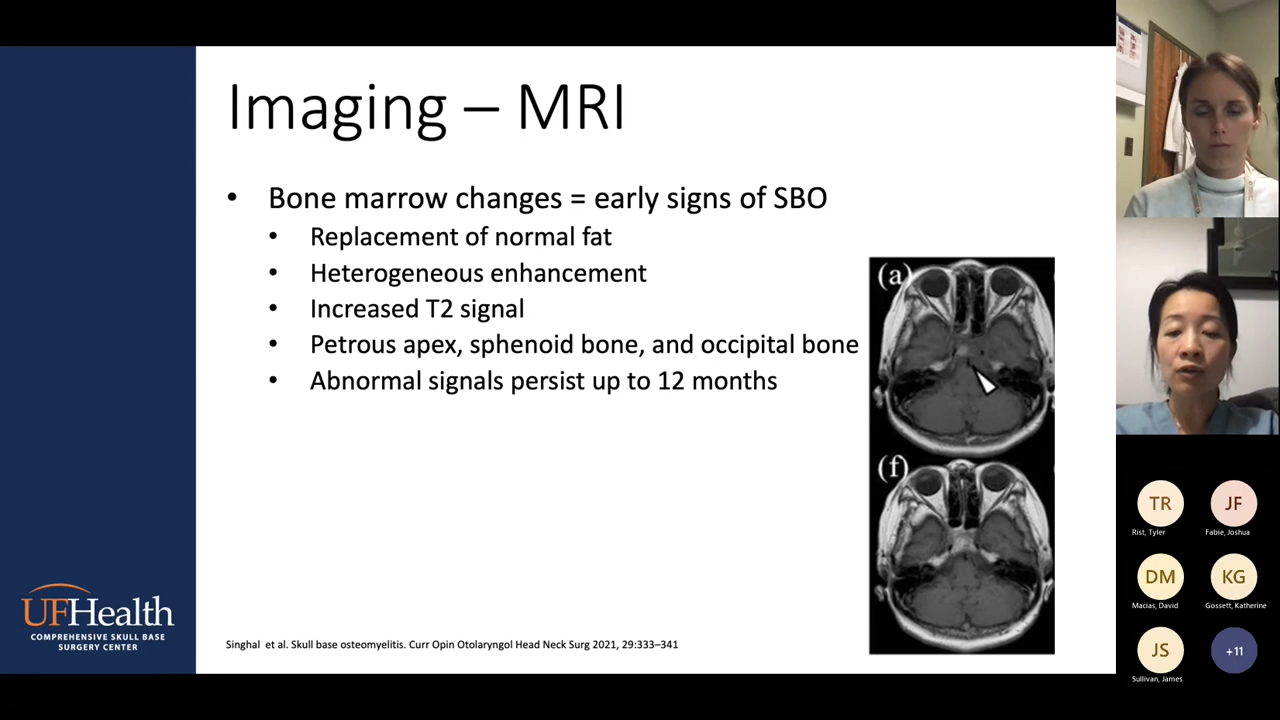 Imaging – MRI
• Bone marrow changes = early signs of SBO
• Replacement of normal fat
• Heterogeneous enhancement
• Increased T2 signal
• Petrous apex, sphenoid bone, and occipital bone
• Abnormal signals persist up to 12 months
(a)
(f)
UFHealth
COMPREHENSIVE SKULL BASE
SURGERY CENTER
Singhal et al. Skull base osteomyelitis. Curr Opin Otolaryngol Head Neck Surg 2021, 29:333–341
TR
Rist, Tyler
JF
Fabie, Joshua
DM
Macias, David
KG
Gossett, Katherine
JS
Sullivan, James
+11